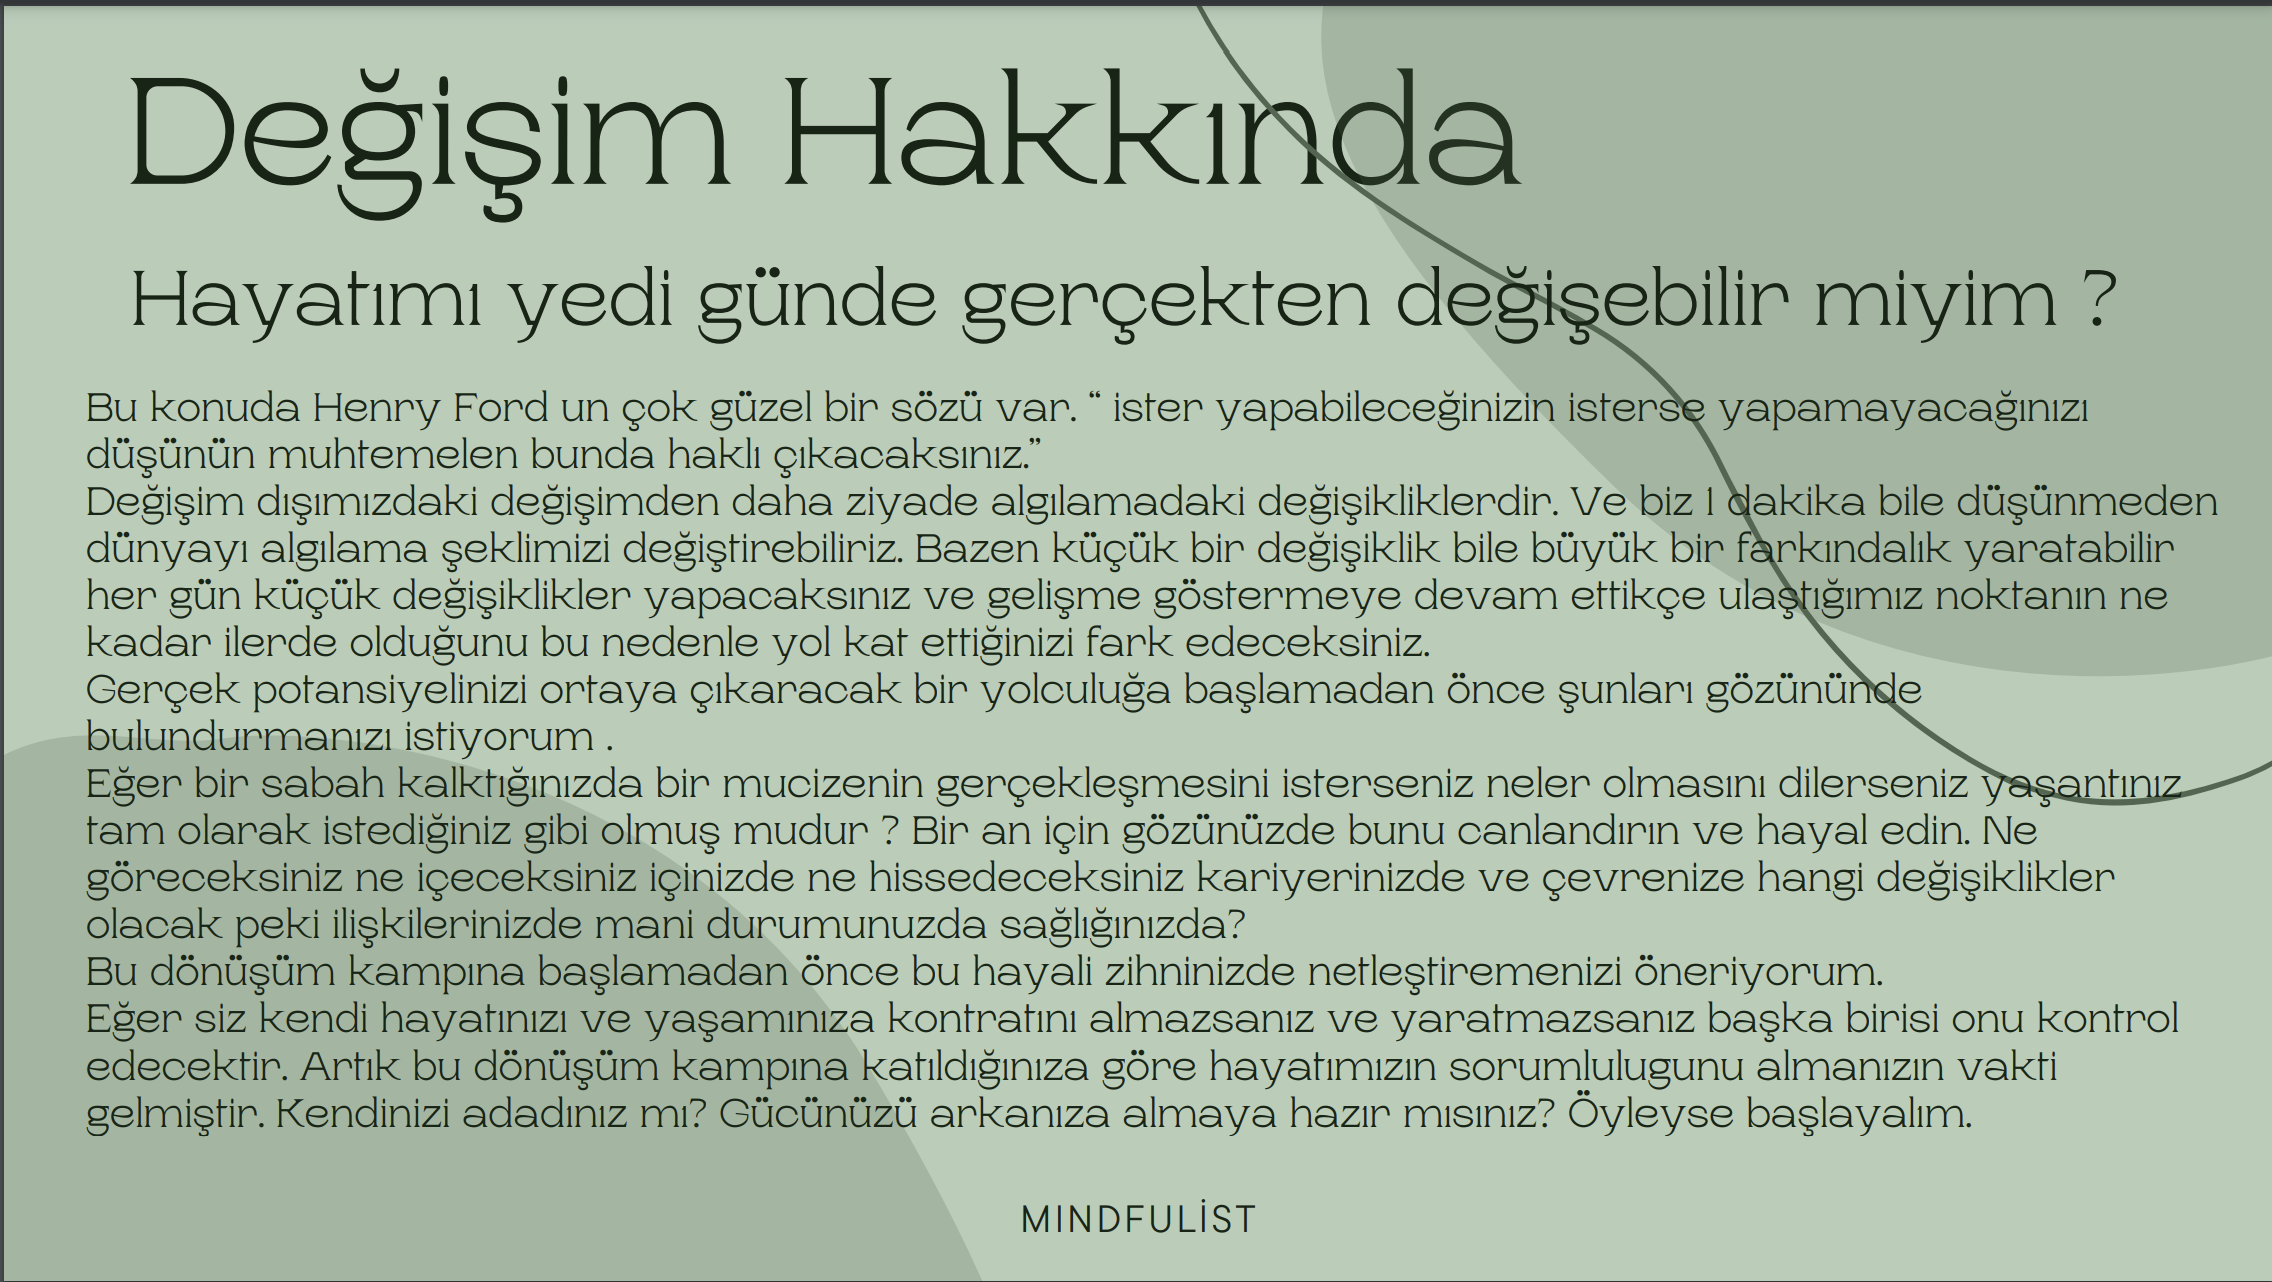 Değişim Hakkında
Hayatımı yedi günde gerçekten değişebilir miyim ?
Bu konuda Henry Ford un çok güzel bir sözü var. “ ister yapabileceğinizin isterse yapamayacağınızı
düşünün muhtemelen bunda haklı çıkacaksınız.”
Değişim dışımızdaki değişimden daha ziyade algılamadaki değişikliklerdir. Ve biz 1 dakika bile düşünmeden
dünyayı algılama şeklimizi değiştirebiliriz. Bazen küçük bir değişiklik bile büyük bir farkındalık yaratabilir
her gün küçük değişiklikler yapacaksınız ve gelişme göstermeye devam ettikçe ulaştığımız noktanın ne
kadar ilerde olduğunu bu nedenle yol kat ettiğinizi fark edeceksiniz.
Gerçek potansiyelinizi ortaya çıkaracak bir yolculuğa başlamadan önce şunları gözününde
bulundurmanızı istiyorum .
Eğer bir sabah kalktığınızda bir mucizenin gerçekleşmesini isterseniz neler olmasını dilerseniz yaşantınız
tam olarak istediğiniz gibi olmuş mudur ? Bir an için gözünüzde bunu canlandırın ve hayal edin. Ne
göreceksiniz ne içeceksiniz içinizde ne hissedeceksiniz kariyerinizde ve çevrenize hangi değişiklikler
olacak peki ilişkilerinizde mani durumunuzda sağlığınızda?
Bu dönüşüm kampına başlamadan önce bu hayali zihninizde netleştiremenizi öneriyorum.
Eğer siz kendi hayatınızı ve yaşamınıza kontratını almazsanız ve yaratmazsanız başka birisi onu kontrol
edecektir. Artık bu dönüşüm kampına katıldığınıza göre hayatımızın sorumlulugunu almanızın vakti
gelmiştir. Kendinizi adadınız mı? Gücünüzü arkanıza almaya hazır mısınız? Öyleyse başlayalım.
MINDFULİST